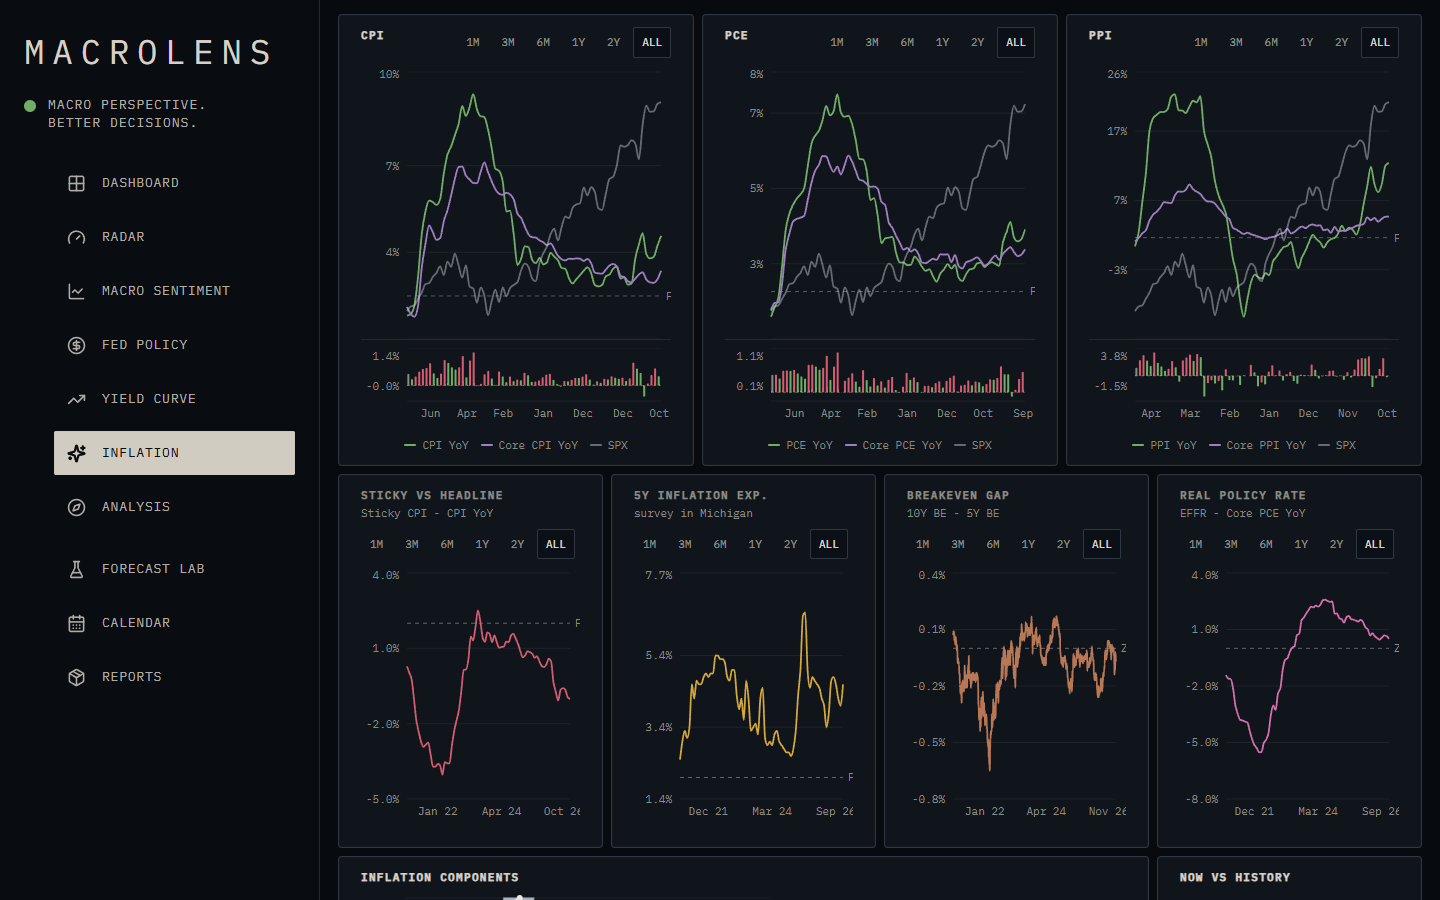 MACROLENS
MACRO PERSPECTIVE.
BETTER DECISIONS.
DASHBOARD
RADAR
MACRO SENTIMENT
FED POLICY
YIELD CURVE
INFLATION
ANALYSIS
FORECAST LAB
CALENDAR
REPORTS
CPI 1M 3M 6M 1Y 2Y ALL
10%
7%
4%
F
1.4%
-0.0%
Jun Apr Feb Jan Dec Dec Oct
CPI YoY Core CPI YoY SPX
PCE 1M 3M 6M 1Y 2Y ALL
8%
7%
5%
3%
F
1.1%
0.1%
Jun Apr Feb Jan Dec Oct Sep
PCE YoY Core PCE YoY SPX
PPI 1M 3M 6M 1Y 2Y ALL
26%
17%
7%
-3%
F
3.8%
-1.5%
Apr Mar Feb Jan Dec Nov Oct
PPI YoY Core PPI YoY SPX
STICKY VS HEADLINE
Sticky CPI - CPI YoY
1M 3M 6M 1Y 2Y ALL
4.0%
F
1.0%
-2.0%
-5.0%
Jan 22 Apr 24 Oct 26
5Y INFLATION EXP.
survey in Michigan
1M 3M 6M 1Y 2Y ALL
7.7%
5.4%
3.4%
F
1.4%
Dec 21 Mar 24 Sep 26
BREAKEVEN GAP
10Y BE - 5Y BE
1M 3M 6M 1Y 2Y ALL
0.4%
0.1%
Z
-0.2%
-0.5%
-0.8%
Jan 22 Apr 24 Nov 26
REAL POLICY RATE
EFFR - Core PCE YoY
1M 3M 6M 1Y 2Y ALL
4.0%
1.0%
Z
-2.0%
-5.0%
-8.0%
Dec 21 Mar 24 Sep 26
INFLATION COMPONENTS
NOW VS HISTORY